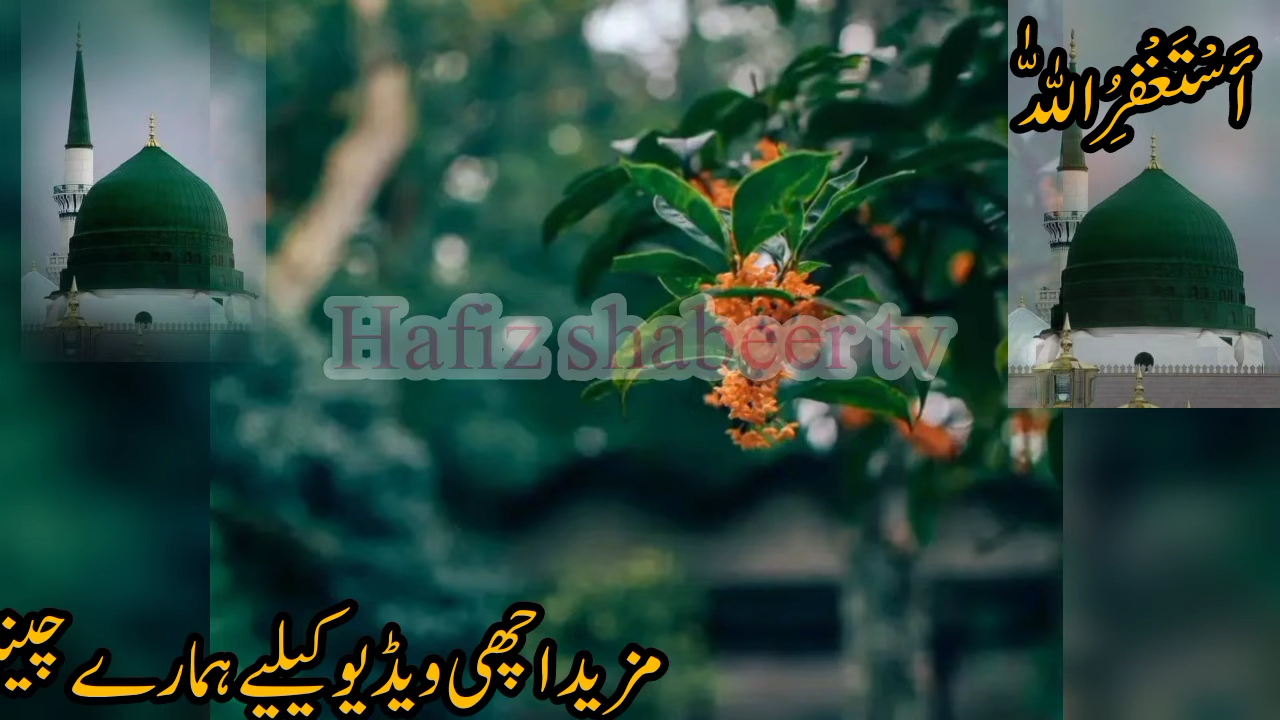 أَسْتَغْفِرُ اللّٰہَ
Hafiz shabeer tv
مزید اچھی ویڈیو کیلیے ہمارے